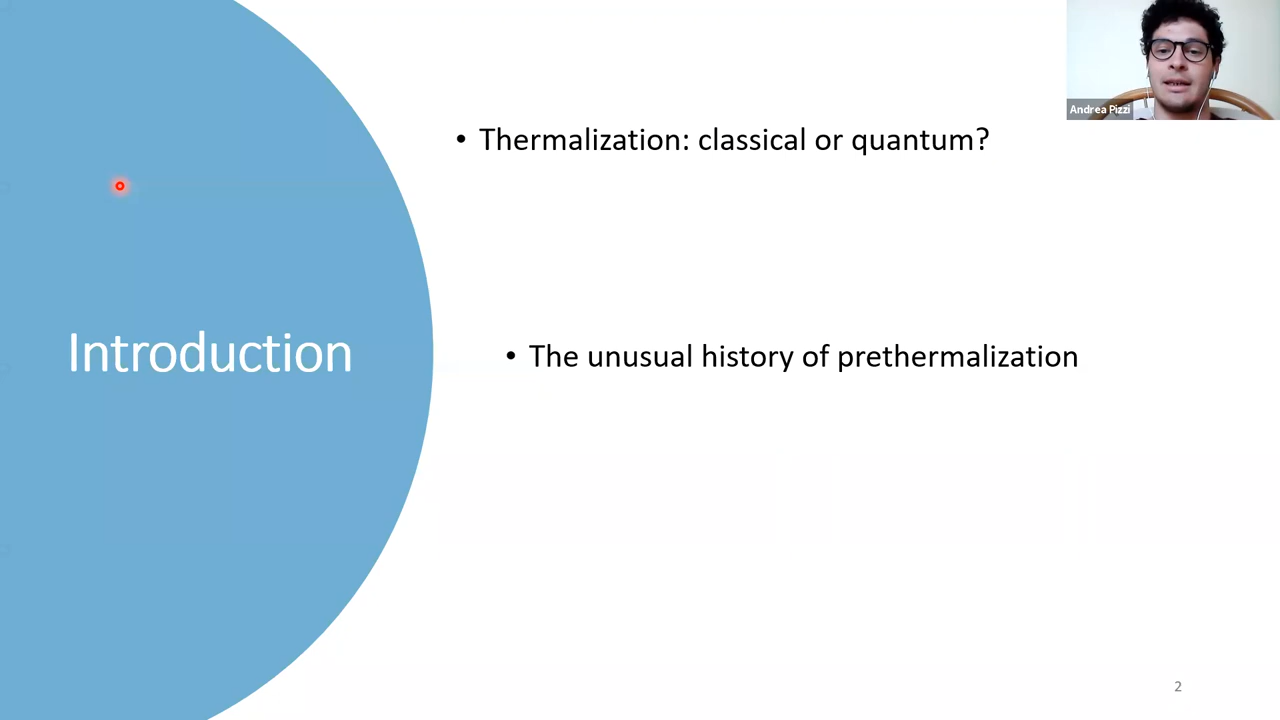 Andrea Pizzi
• Thermalization: classical or quantum?
Introduction
• The unusual history of prethermalization
2